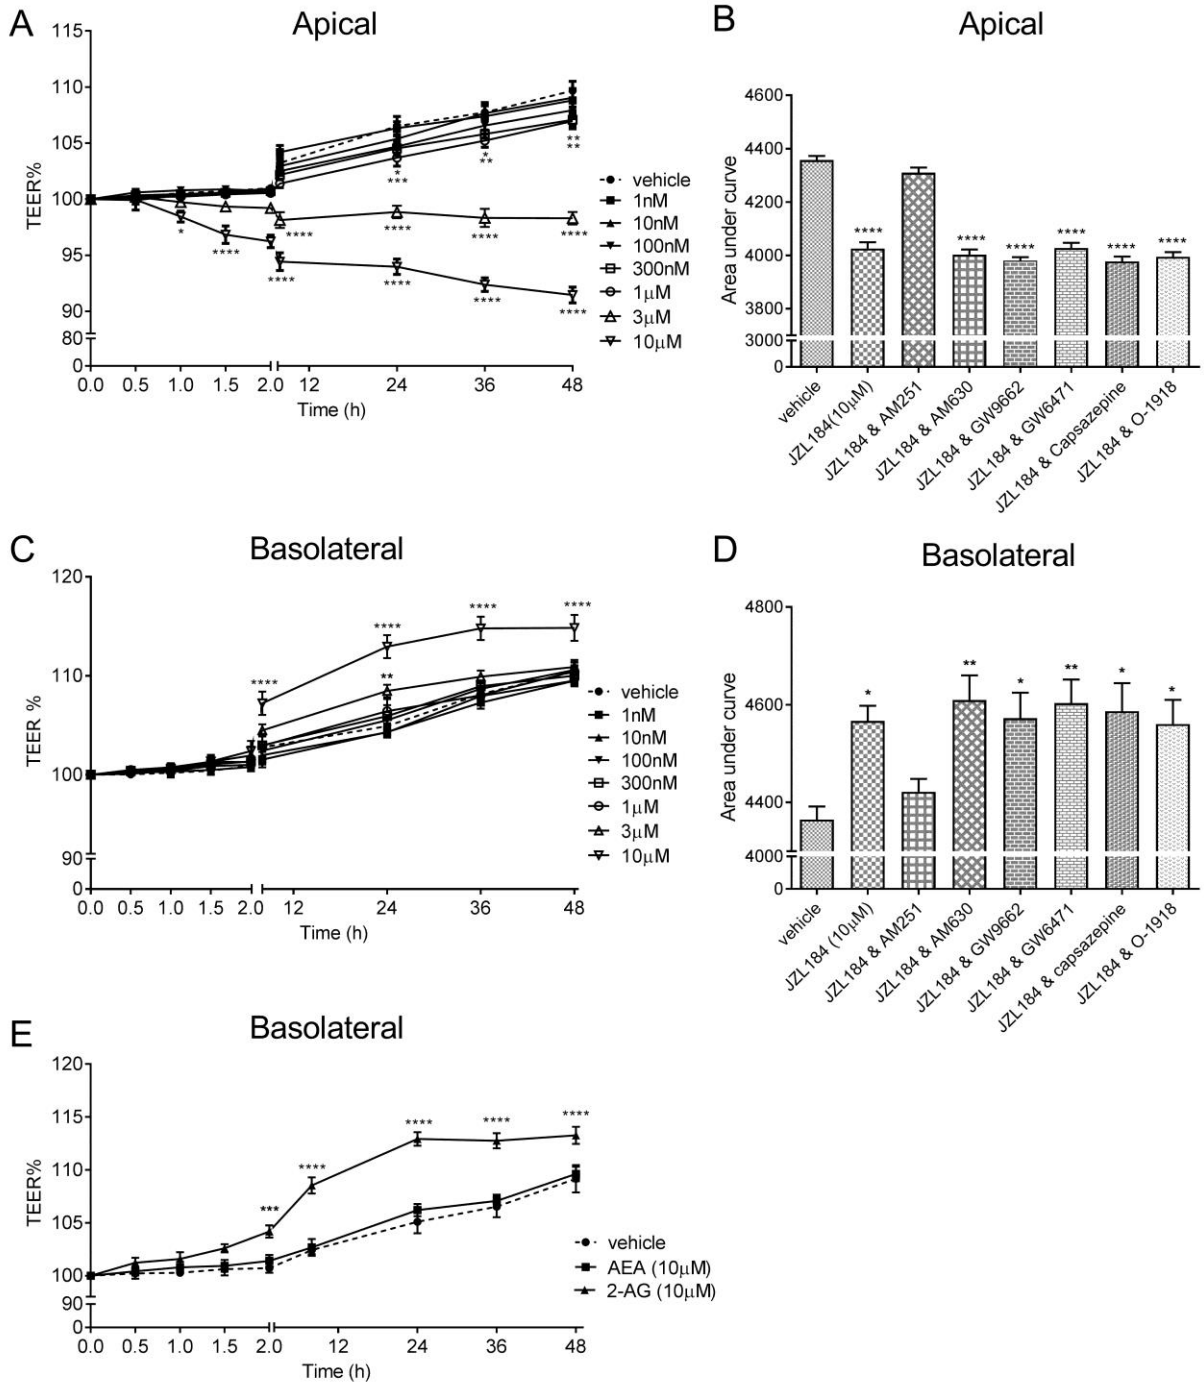 A
Apical
115
110
105
100
95
90
80
0
TEER%
0.0 0.5 1.0 1.5 2.0 12 24 36 48
Time (h)
* **** **** * *** **** **** * ** **** **** ** ** **** ****
vehicle
1nM
10nM
100nM
300nM
1μM
3μM
10μM
B
Apical
4600
4400
4200
4000
3800
3000
0
Area under curve
**** **** **** **** **** ****
vehicle
JZL184(10μM)
JZL184 & AM251
JZL184 & AM630
JZL184 & GW9662
JZL184 & GW6471
JZL184 & Capsazepine
JZL184 & O-1918
C
Basolateral
120
110
100
90
0
TEER %
0.0 0.5 1.0 1.5 2.0 12 24 36 48
Time (h)
**** **** ** **** ****
vehicle
1nM
10nM
100nM
300nM
1μM
3μM
10μM
D
Basolateral
4800
4600
4400
4000
0
Area under curve
* ** * ** * *
vehicle
JZL184 (10μM)
JZL184 & AM251
JZL184 & AM630
JZL184 & GW9662
JZL184 & GW6471
JZL184 & capsazepine
JZL184 & O-1918
E
Basolateral
120
115
110
105
100
90
0
TEER%
0.0 0.5 1.0 1.5 2.0 12 24 36 48
Time (h)
*** **** **** **** ****
vehicle
AEA (10μM)
2-AG (10μM)